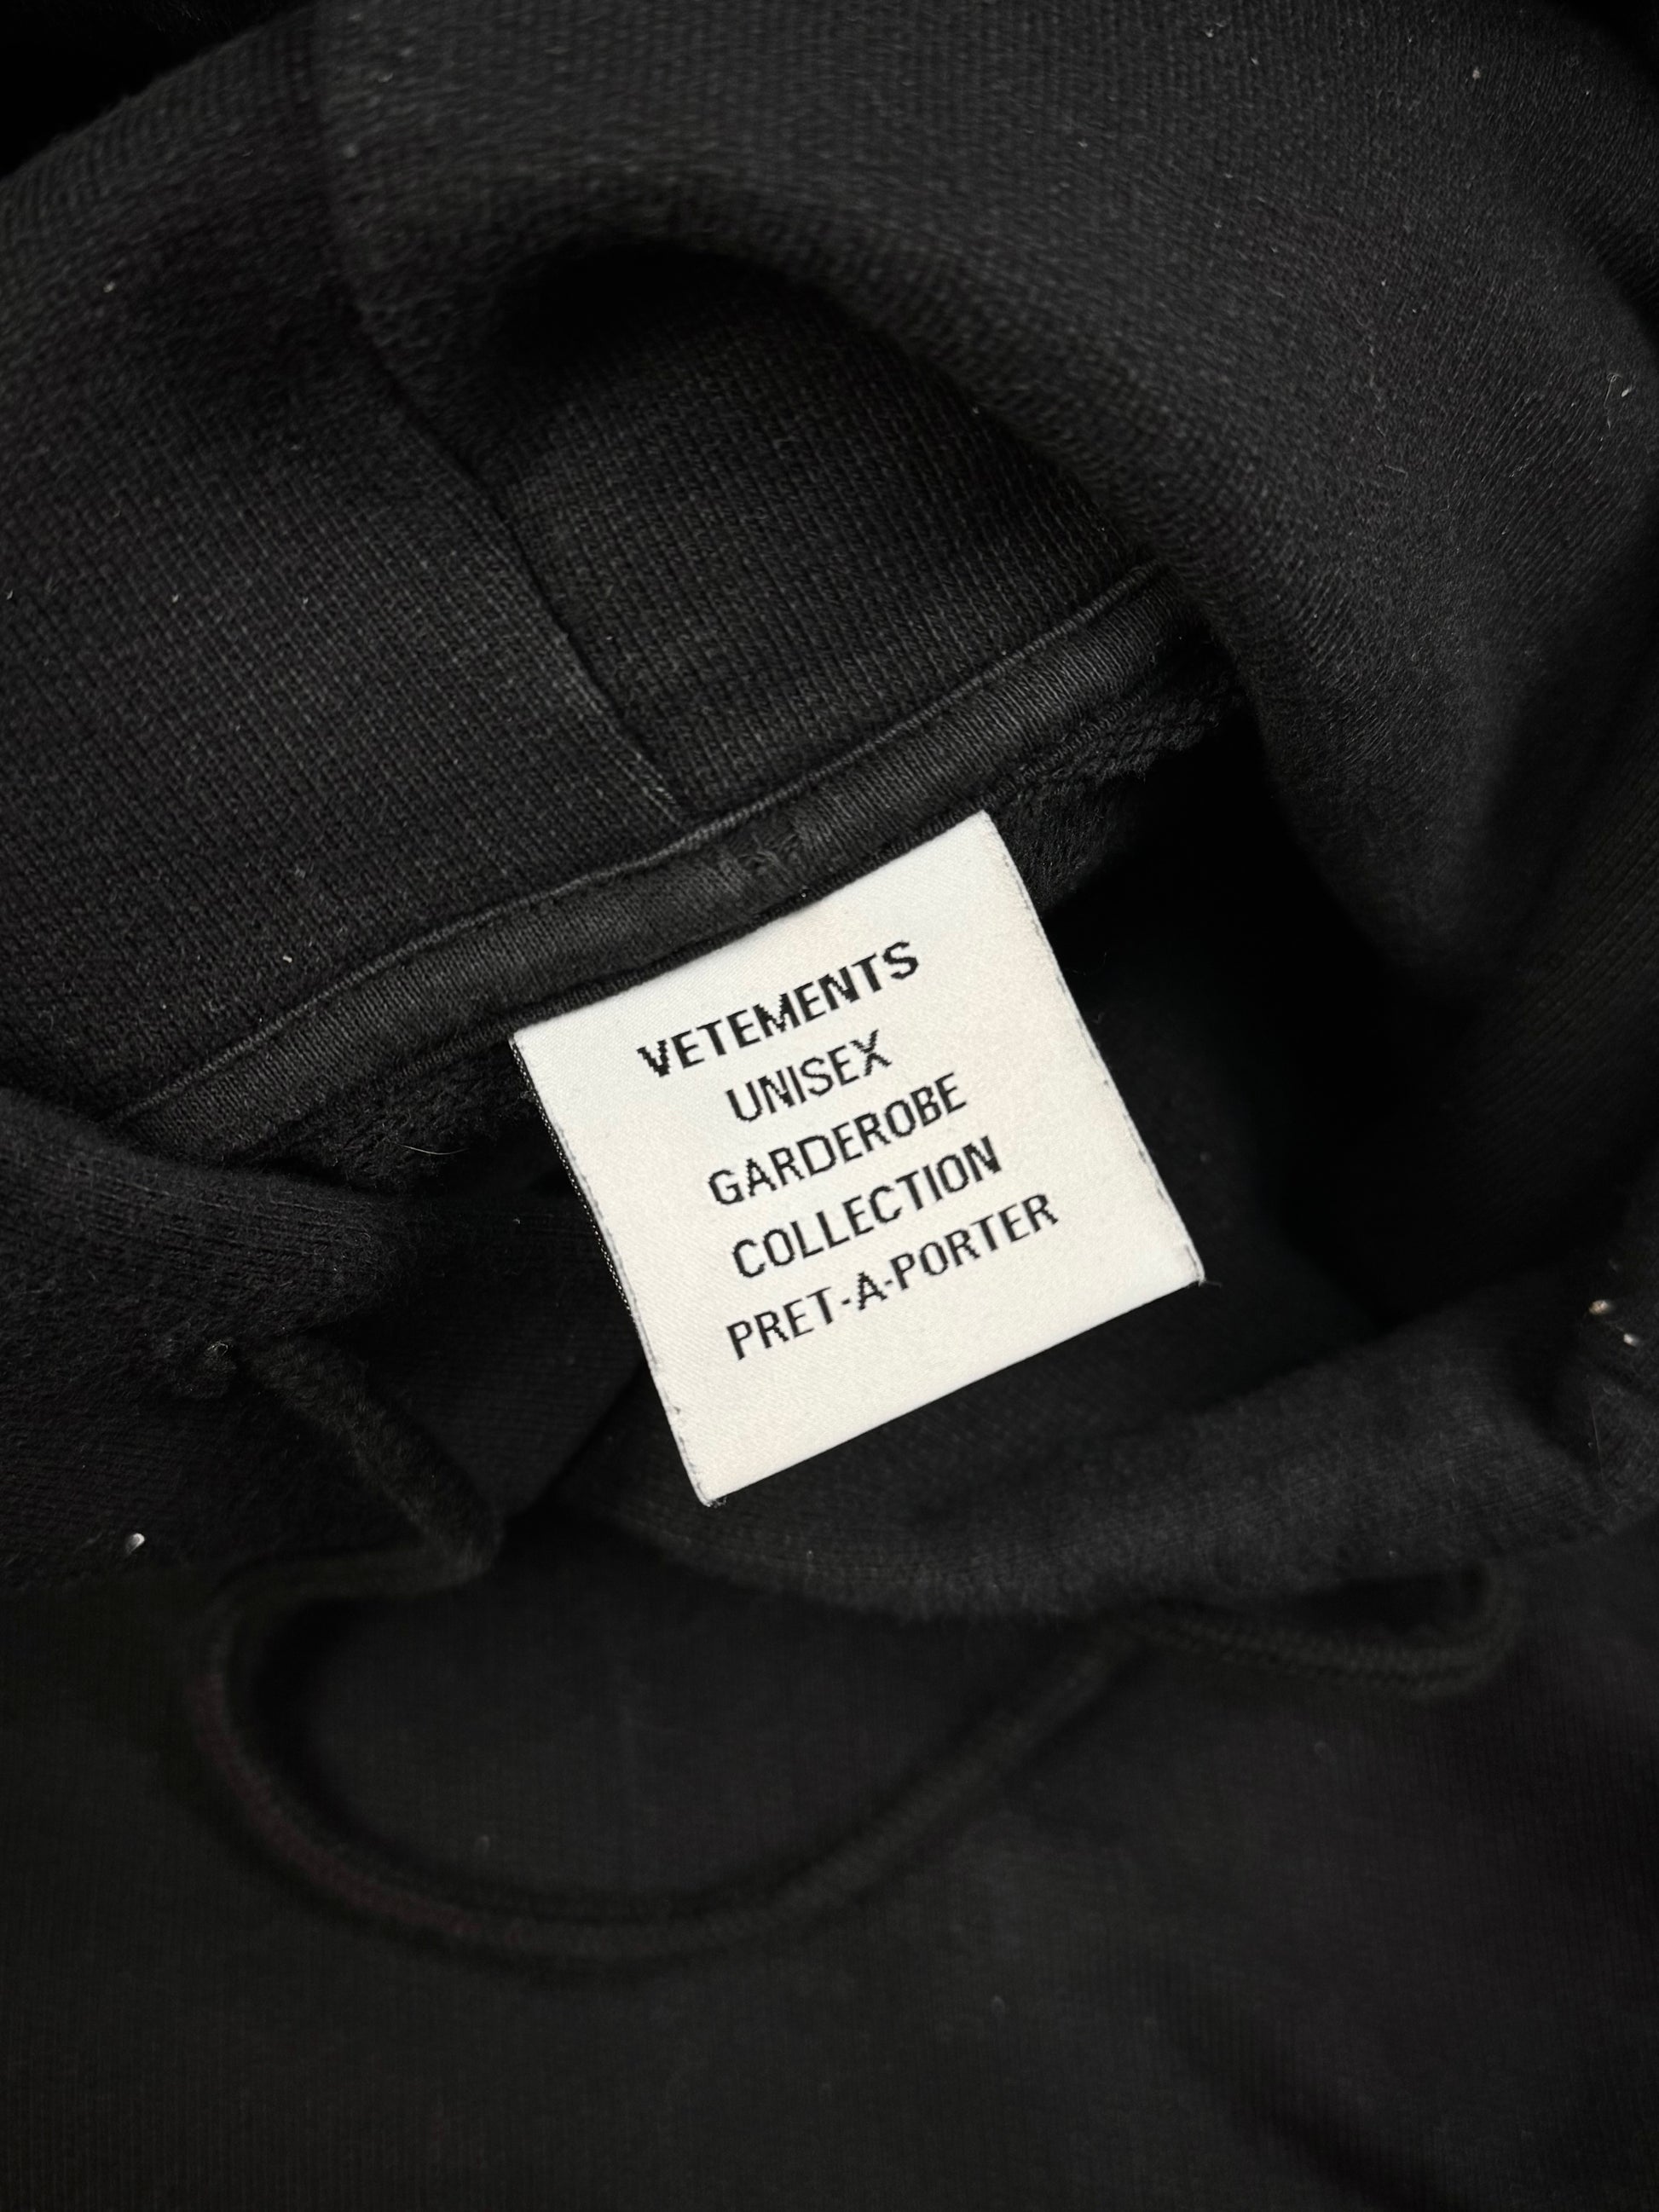 VETEMENTS
UNISEX
GARDEROBE
COLLECTION
PRET-A-PORTER